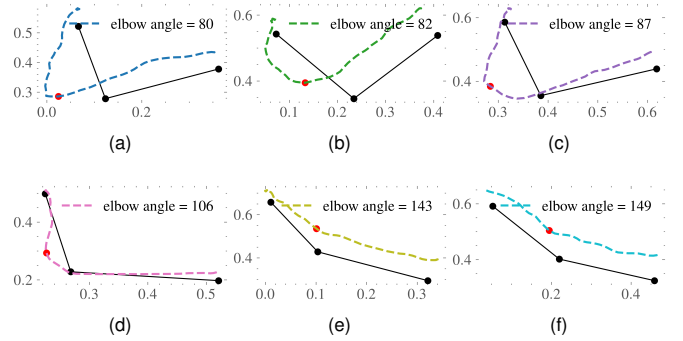 elbow angle = 80
0.5
0.4
0.3
0.0 0.2
(a)
0.6
elbow angle = 82
0.4
0.1 0.2 0.3 0.4
(b)
0.6
elbow angle = 87
0.4
0.3 0.4 0.5 0.6
(c)
elbow angle = 106
0.4
0.2
0.3 0.4 0.5
(d)
elbow angle = 143
0.6
0.4
0.0 0.1 0.2 0.3
(e)
0.6
elbow angle = 149
0.4
0.2 0.4
(f)